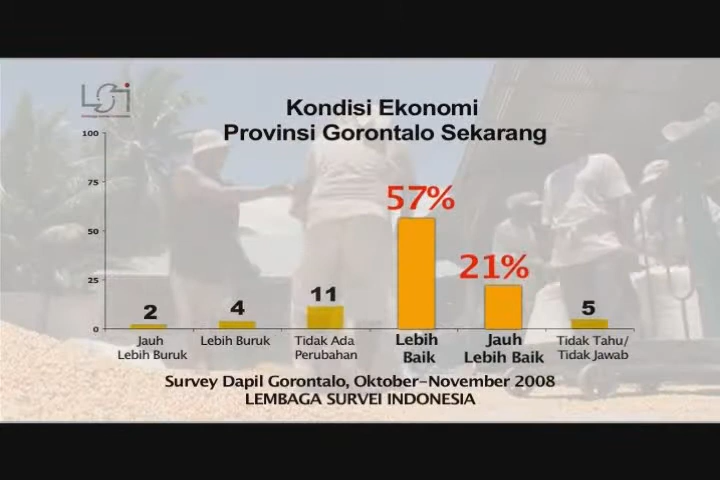 LSi
Kondisi Ekonomi
Provinsi Gorontalo Sekarang
100
75
50
25
0
2
4
11
57%
21%
5
Jauh
Lebih Buruk
Lebih Buruk
Tidak Ada
Perubahan
Lebih
Baik
Jauh
Lebih Baik
Tidak Tahu/
Tidak Jawab
Survey Dapil Gorontalo, Oktober-November 2008
LEMBAGA SURVEI INDONESIA